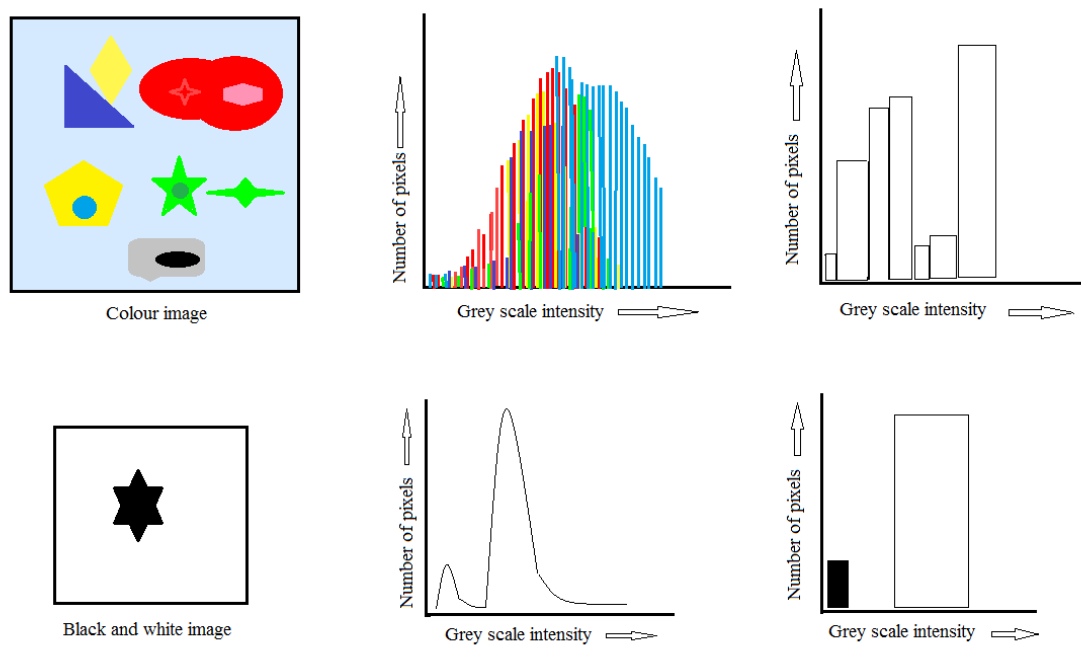 Number of pixels
Number of pixels
Colour image
Grey scale intensity
Grey scale intensity
Number of pixels
Number of pixels
Black and white image
Grey scale intensity
Grey scale intensity